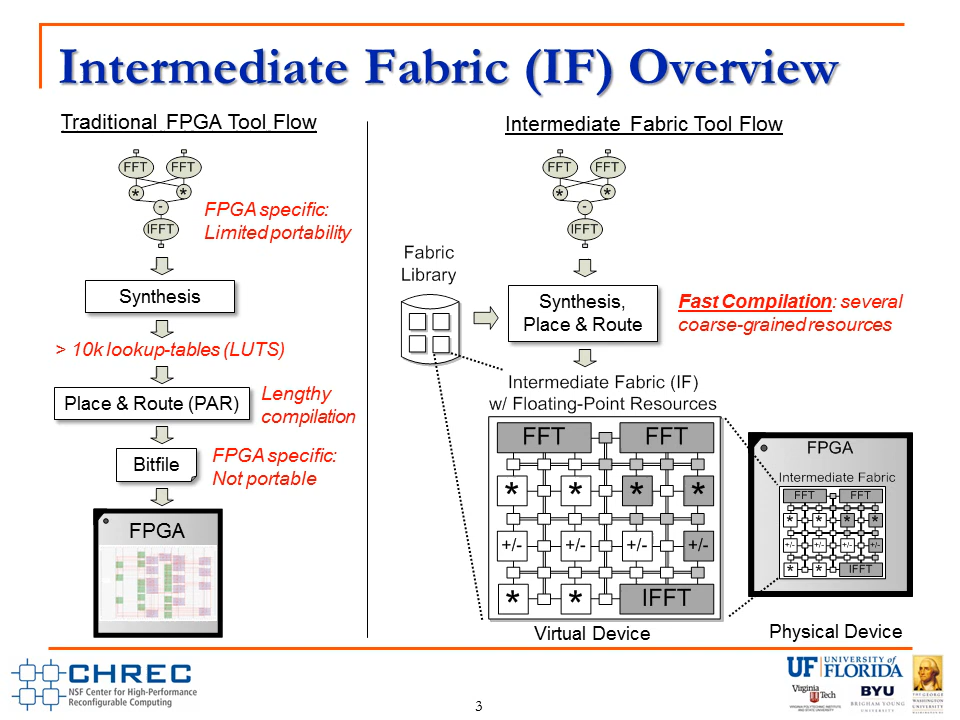 Intermediate Fabric (IF) Overview
Traditional FPGA Tool Flow
FFT FFT
* *
-
IFFT
FPGA specific:
Limited portability
Synthesis
> 10k lookup-tables (LUTS)
Place & Route (PAR)
Lengthy
compilation
Bitfile
FPGA specific:
Not portable
FPGA
Intermediate Fabric Tool Flow
FFT FFT
* *
-
IFFT
Fabric
Library
Synthesis,
Place & Route
Fast Compilation: several
coarse-grained resources
Intermediate Fabric (IF)
w/ Floating-Point Resources
FFT FFT
* * * *
+/- +/- +/- +/-
* * IFFT
Virtual Device
FPGA
Intermediate Fabric
FFT FFT
* * * *
+/- +/- +/- +/-
* * IFFT
Physical Device
CHREC
NSF Center for High-Performance
Reconfigurable Computing
3
UF UNIVERSITY of
FLORIDA
Virginia
Tech
BYU
BRIGHAM YOUNG
UNIVERSITY